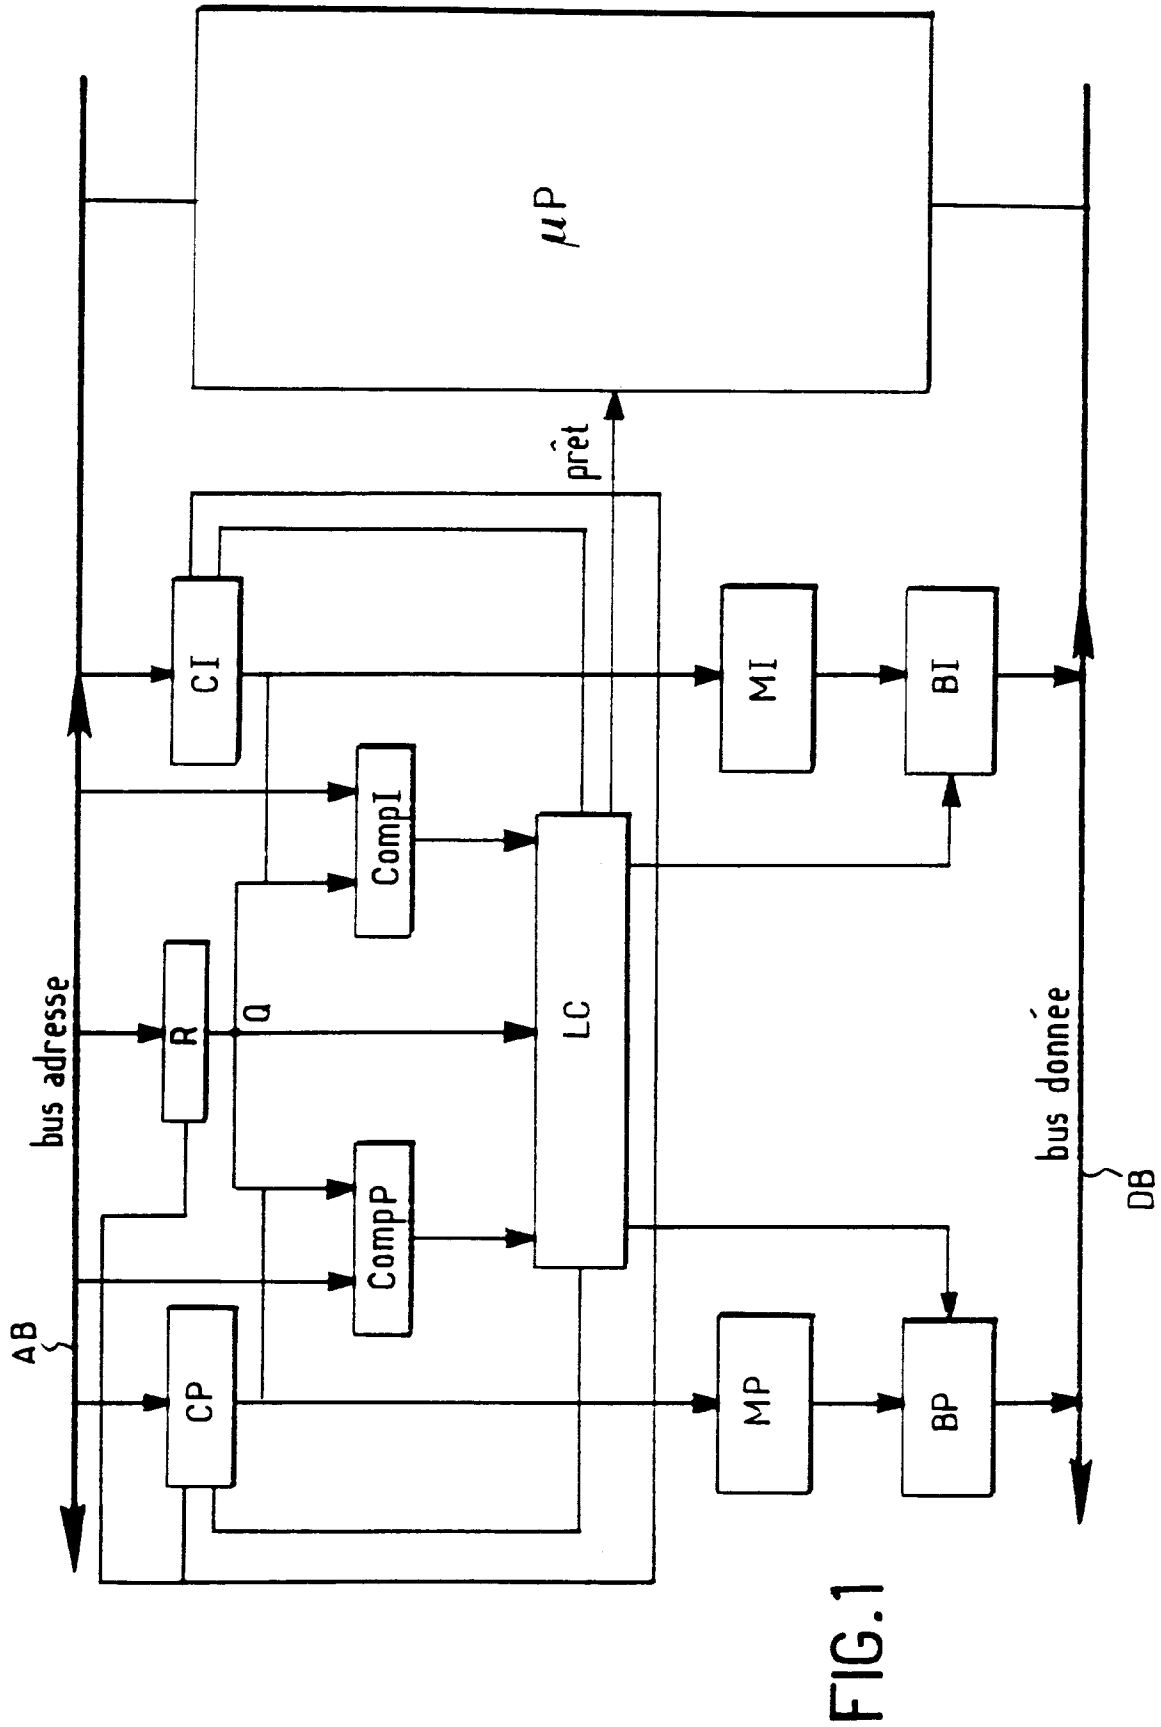 AB
bus adresse
CP
R
CI
Q
CompP
CompI
LC
prêt
µP
MP
MI
BP
BI
bus donnée
DB
FIG.1